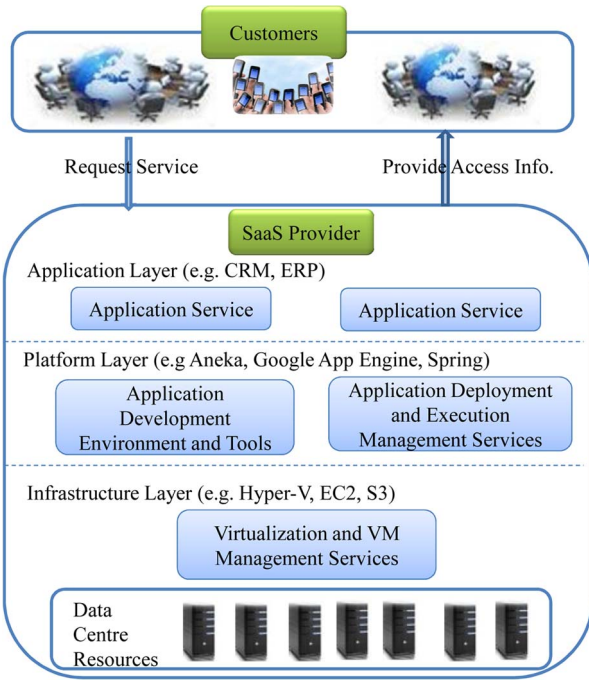 Customers
Request Service
Provide Access Info.
SaaS Provider
Application Layer (e.g. CRM, ERP)
Application Service
Application Service
Platform Layer (e.g Aneka, Google App Engine, Spring)
Application
Development
Environment and Tools
Application Deployment
and Execution
Management Services
Infrastructure Layer (e.g. Hyper-V, EC2, S3)
Virtualization and VM
Management Services
Data
Centre
Resources